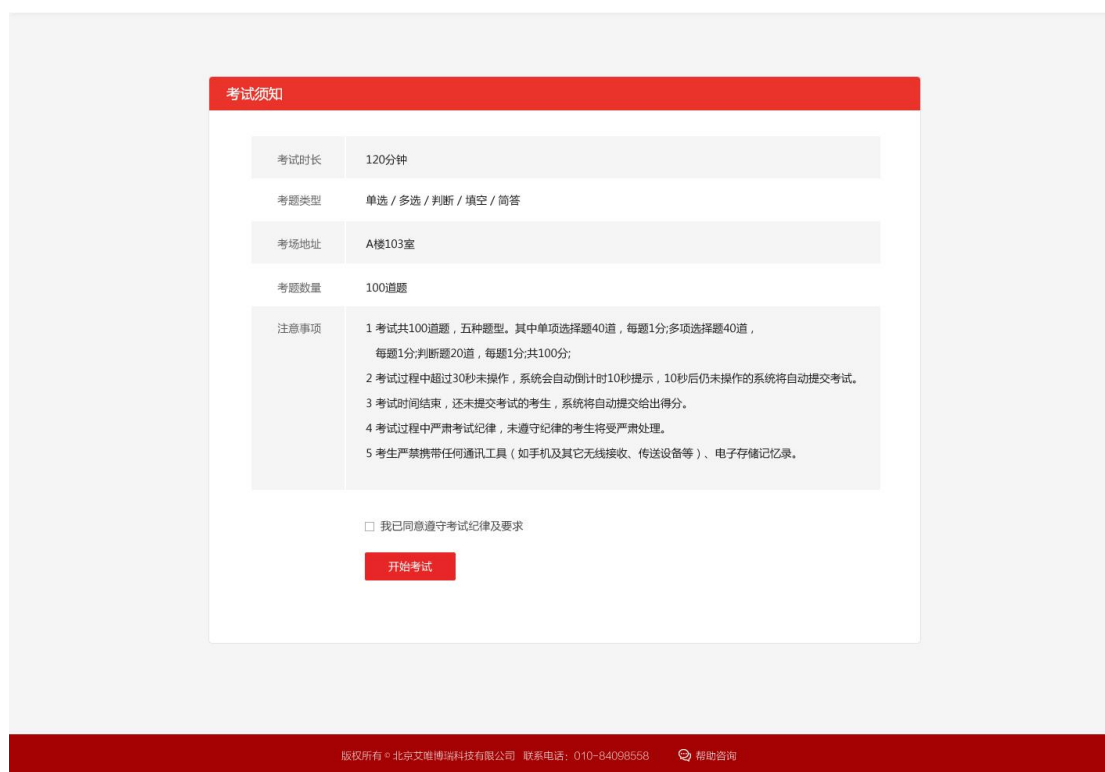 考试须知
考试时长 120分钟
考题类型 单选 / 多选 / 判断 / 填空 / 简答
考场地址 A楼103室
考题数量 100道题
注意事项 1 考试共100道题，五种题型。其中单项选择题40道，每题1分;多项选择题40道，
每题1分;判断题20道，每题1分;共100分;
2 考试过程中超过30秒未操作，系统会自动倒计时10秒提示，10秒后仍未操作的系统将自动提交考试。
3 考试时间结束，还未提交考试的考生，系统将自动提交给出得分。
4 考试过程中严肃考试纪律，未遵守纪律的考生将受严肃处理。
5 考生严禁携带任何通讯工具（如手机及其它无线接收、传送设备等）、电子存储记忆录。
我已同意遵守考试纪律及要求
开始考试
版权所有©北京艾唯博瑞科技有限公司 联系电话：010-84098558 帮助咨询